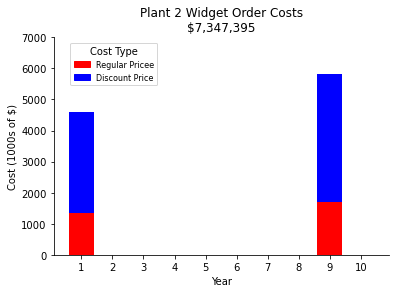 Plant 2 Widget Order Costs
$7,347,395
Cost Type
Regular Pricee
Discount Price
7000
6000
5000
4000
3000
2000
1000
0
Cost (1000s of $)
1 2 3 4 5 6 7 8 9 10
Year